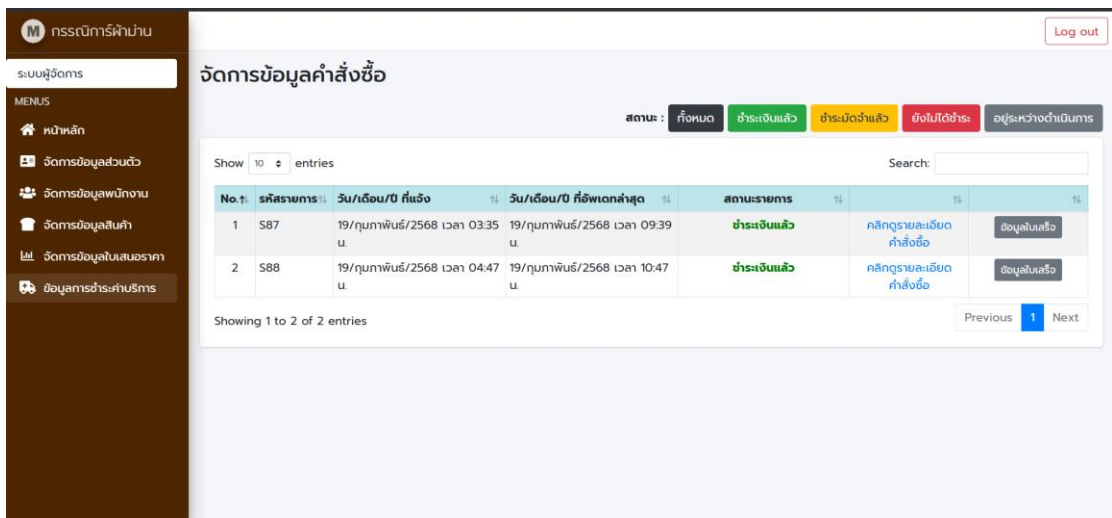 M กรรณิการ์ผ้าม่าน
Log out
ระบบผู้จัดการ
MENUS
หน้าหลัก
จัดการข้อมูลส่วนตัว
จัดการข้อมูลพนักงาน
จัดการข้อมูลสินค้า
จัดการข้อมูลใบเสนอราคา
ข้อมูลการชำระค่าบริการ
จัดการข้อมูลคำสั่งซื้อ
สถานะ : ทั้งหมด ชำระเงินแล้ว ชำระมัดจำแล้ว ยังไม่ได้ชำระ อยู่ระหว่างดำเนินการ
Show 10 entries Search:
No. รหัสรายการ วัน/เดือน/ปี ที่แจ้ง วัน/เดือน/ปี ที่อัพเดทล่าสุด สถานะรายการ
1 S87 19/กุมภาพันธ์/2568 เวลา 03:35 19/กุมภาพันธ์/2568 เวลา 09:39 ชำระเงินแล้ว คลิกดูรายละเอียด ข้อมูลใบเสร็จ
น. น. คำสั่งซื้อ
2 S88 19/กุมภาพันธ์/2568 เวลา 04:47 19/กุมภาพันธ์/2568 เวลา 10:47 ชำระเงินแล้ว คลิกดูรายละเอียด ข้อมูลใบเสร็จ
น. น. คำสั่งซื้อ
Showing 1 to 2 of 2 entries Previous 1 Next